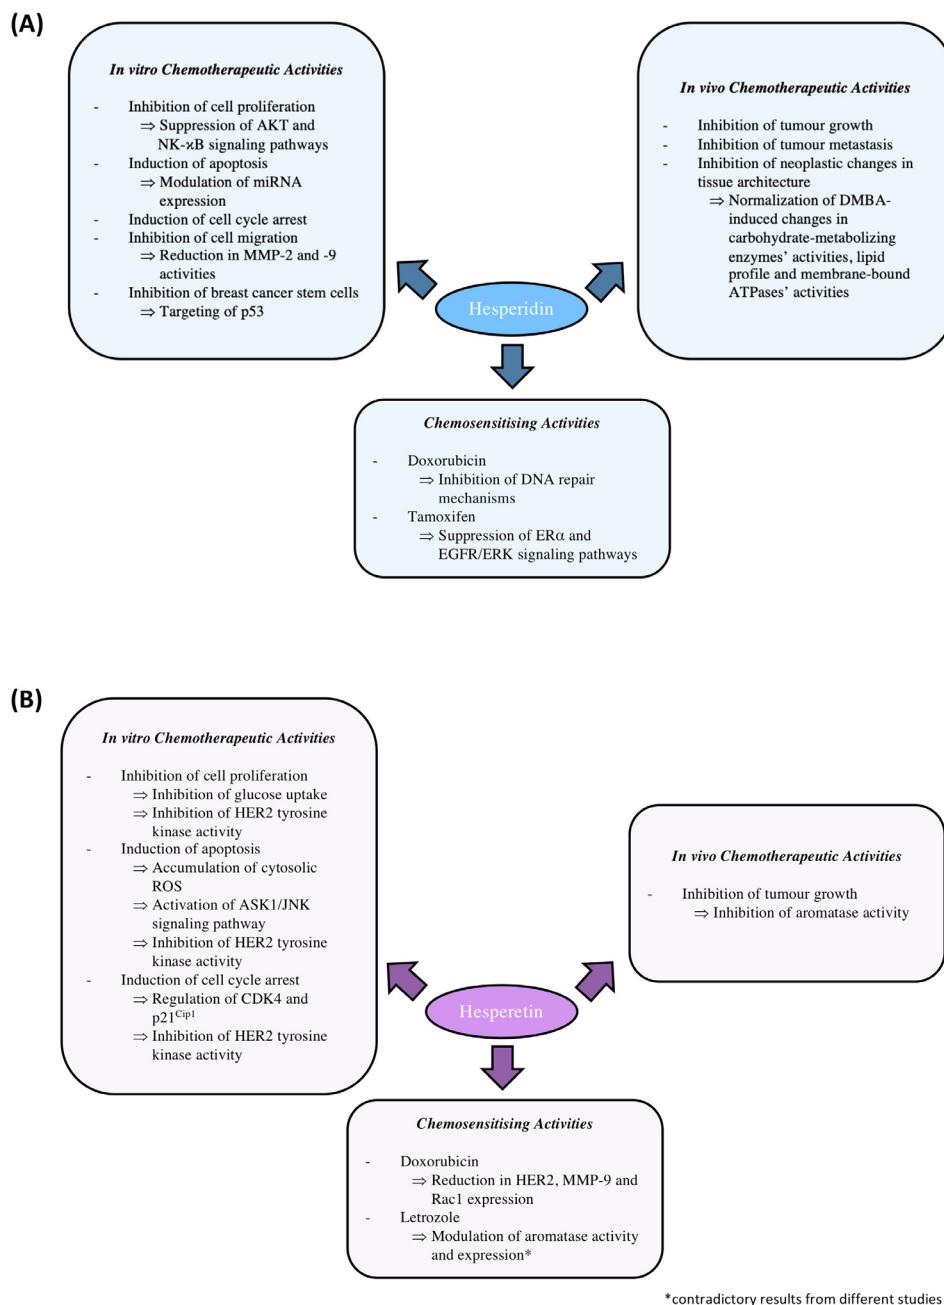 (A)
In vitro Chemotherapeutic Activities
- Inhibition of cell proliferation
⇒ Suppression of AKT and
NK-ϰB signaling pathways
- Induction of apoptosis
⇒ Modulation of miRNA
expression
- Induction of cell cycle arrest
- Inhibition of cell migration
⇒ Reduction in MMP-2 and -9
activities
- Inhibition of breast cancer stem cells
⇒ Targeting of p53
In vivo Chemotherapeutic Activities
- Inhibition of tumour growth
- Inhibition of tumour metastasis
- Inhibition of neoplastic changes in
tissue architecture
⇒ Normalization of DMBA-
induced changes in
carbohydrate-metabolizing
enzymes’ activities, lipid
profile and membrane-bound
ATPases’ activities
Hesperidin
Chemosensitising Activities
- Doxorubicin
⇒ Inhibition of DNA repair
mechanisms
- Tamoxifen
⇒ Suppression of ERα and
EGFR/ERK signaling pathways
(B)
In vitro Chemotherapeutic Activities
- Inhibition of cell proliferation
⇒ Inhibition of glucose uptake
⇒ Inhibition of HER2 tyrosine
kinase activity
- Induction of apoptosis
⇒ Accumulation of cytosolic
ROS
⇒ Activation of ASK1/JNK
signaling pathway
⇒ Inhibition of HER2 tyrosine
kinase activity
- Induction of cell cycle arrest
⇒ Regulation of CDK4 and
p21Cip1
⇒ Inhibition of HER2 tyrosine
kinase activity
In vivo Chemotherapeutic Activities
- Inhibition of tumour growth
⇒ Inhibition of aromatase activity
Hesperetin
Chemosensitising Activities
- Doxorubicin
⇒ Reduction in HER2, MMP-9 and
Rac1 expression
- Letrozole
⇒ Modulation of aromatase activity
and expression*
*contradictory results from different studies